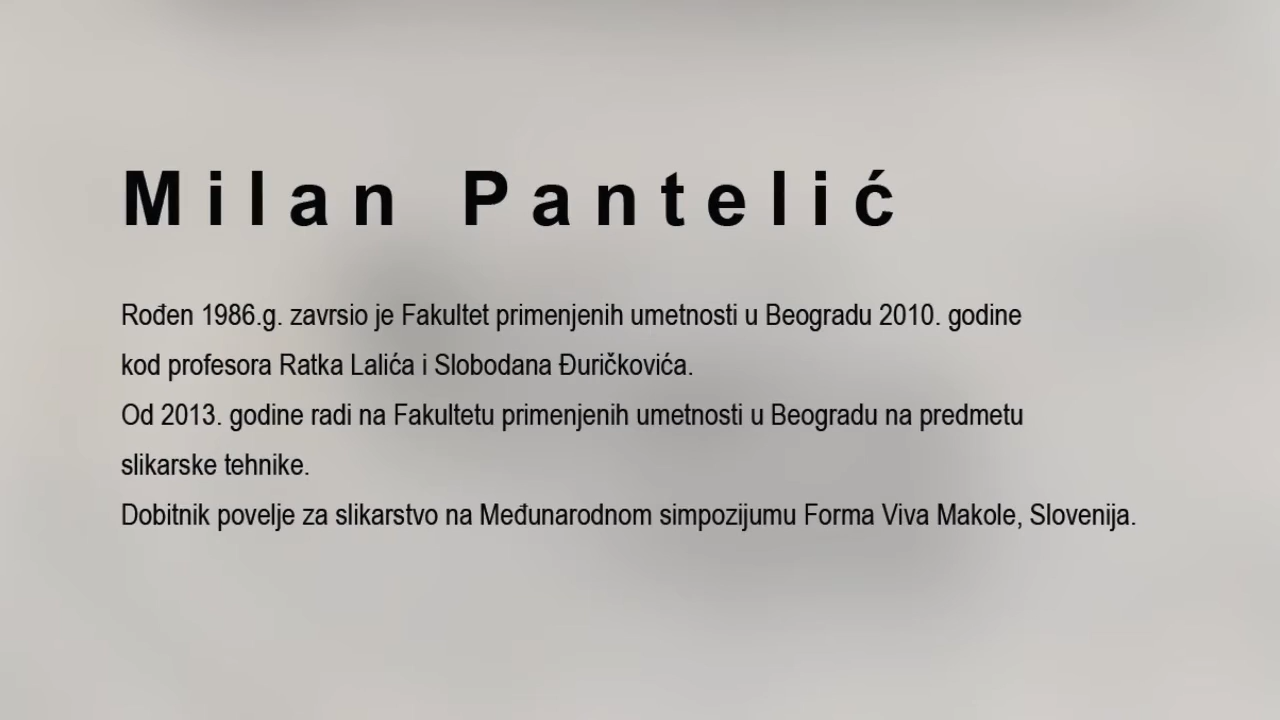 Milan Pantelić
Rođen 1986.g. zavrsio je Fakultet primenjenih umetnosti u Beogradu 2010. godine
kod profesora Ratka Lalića i Slobodana Đuričkovića.
Od 2013. godine radi na Fakultetu primenjenih umetnosti u Beogradu na predmetu
slikarske tehnike.
Dobitnik povelje za slikarstvo na Međunarodnom simpozijumu Forma Viva Makole, Slovenija.